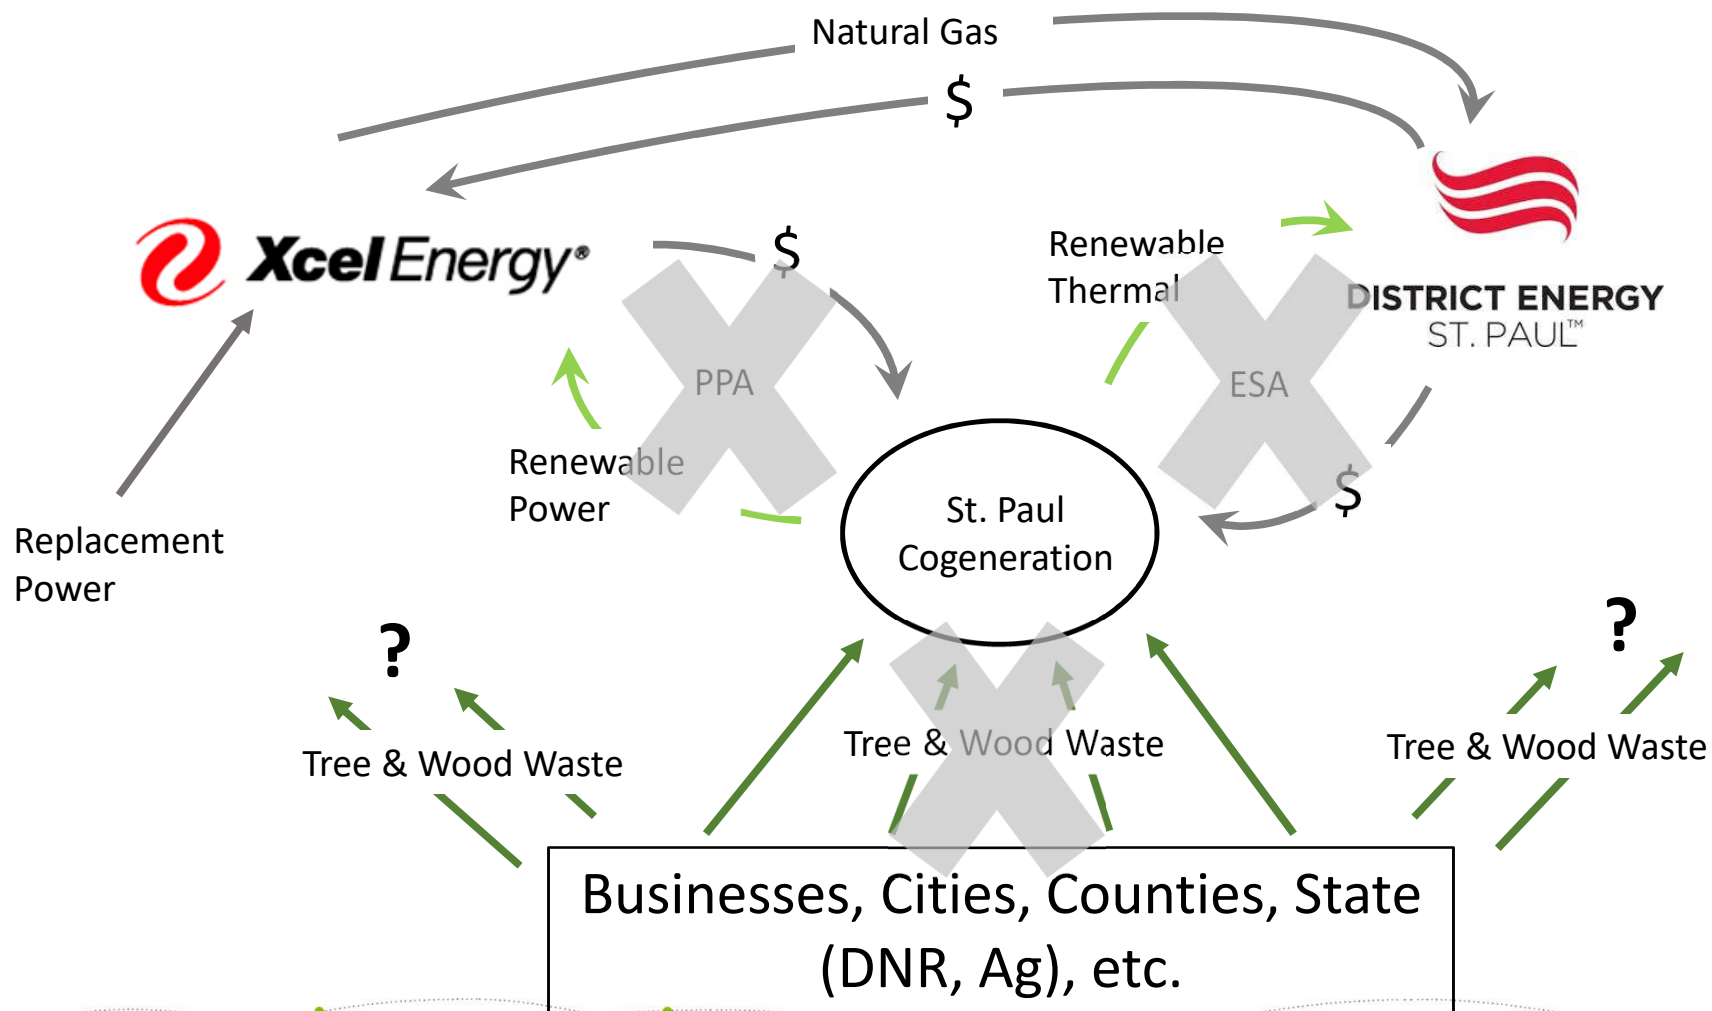 Natural Gas
$
Xcel Energy®
$
Renewable
Thermal
DISTRICT ENERGY
ST. PAUL™
PPA
ESA
Renewable
Power
$
St. Paul
Cogeneration
Replacement
Power
?
?
Tree & Wood Waste
Tree & Wood Waste
Tree & Wood Waste
Businesses, Cities, Counties, State
(DNR, Ag), etc.